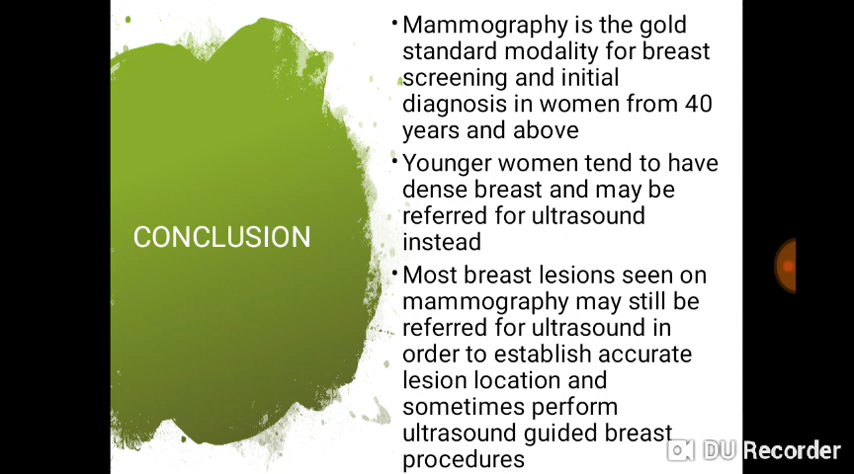 CONCLUSION
• Mammography is the gold
standard modality for breast
screening and initial
diagnosis in women from 40
years and above
• Younger women tend to have
dense breast and may be
referred for ultrasound
instead
• Most breast lesions seen on
mammography may still be
referred for ultrasound in
order to establish accurate
lesion location and
sometimes perform
ultrasound guided breast
procedures
DU Recorder